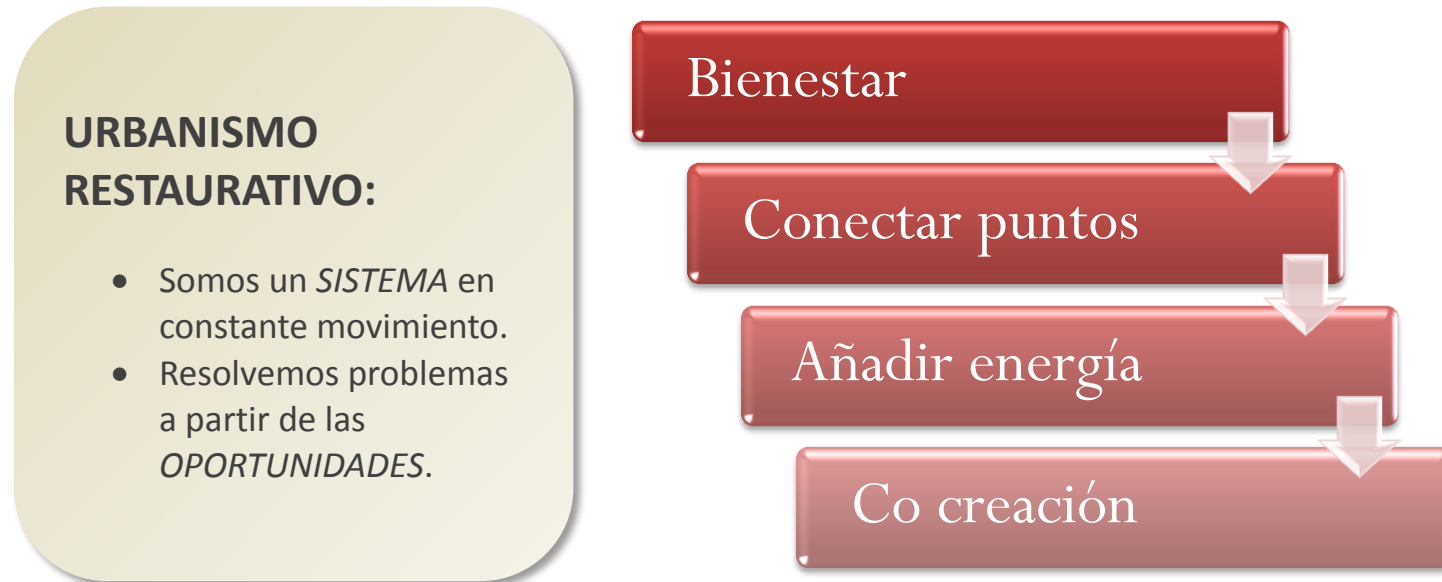 URBANISMO
RESTAURATIVO:
• Somos un SISTEMA en
constante movimiento.
• Resolvemos problemas
a partir de las
OPORTUNIDADES.
Bienestar
Conectar puntos
Añadir energía
Co creación